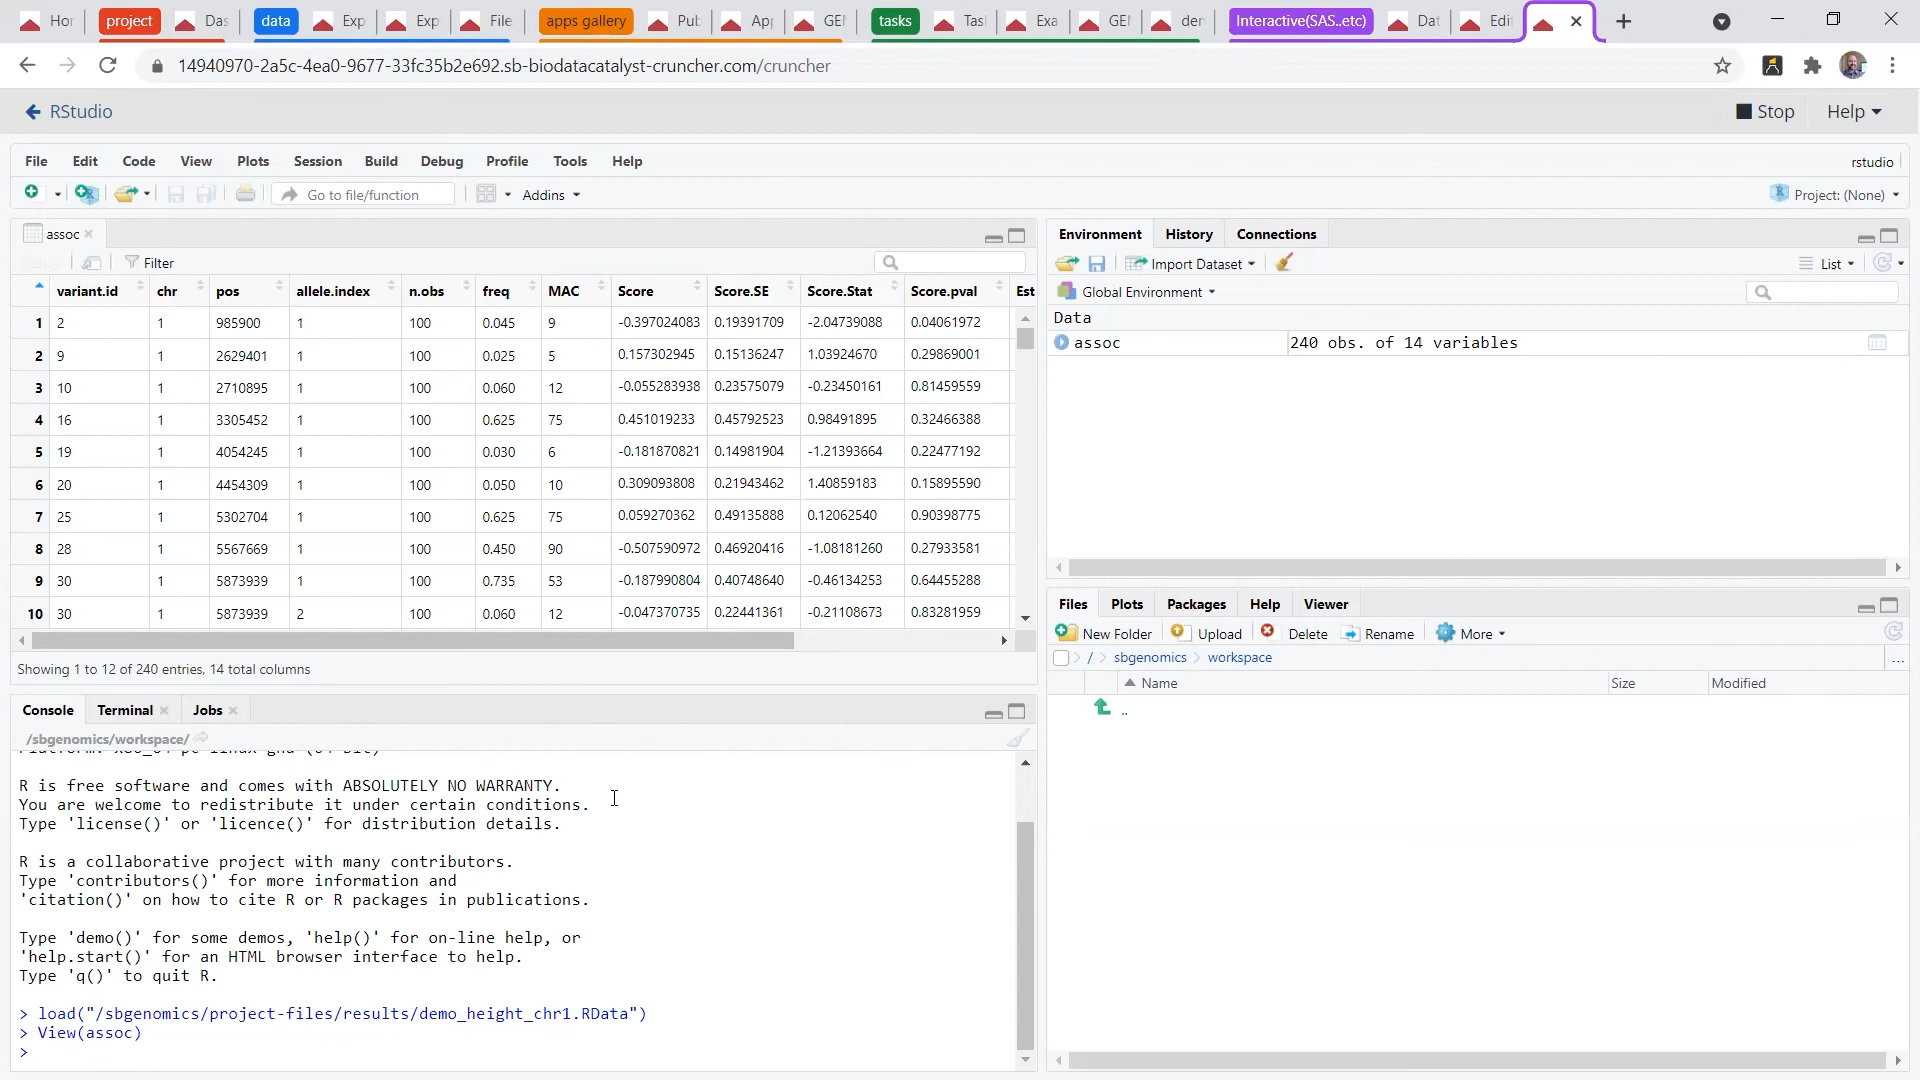 Hor project Das data Exp Exp File apps gallery Pub App GEN tasks Tas Exa GEN den Interactive(SAS..etc) Dat Edi
14940970-2a5c-4ea0-9677-33fc35b2e692.sb-biodatacatalyst-cruncher.com/cruncher
RStudio Stop Help
File Edit Code View Plots Session Build Debug Profile Tools Help rstudio
Go to file/function Addins Project: (None)
assoc
Filter
variant.id chr pos allele.index n.obs freq MAC Score Score.SE Score.Stat Score.pval Est
1 2 1 985900 1 100 0.045 9 -0.397024083 0.19391709 -2.04739088 0.04061972
2 9 1 2629401 1 100 0.025 5 0.157302945 0.15136247 1.03924670 0.29869001
3 10 1 2710895 1 100 0.060 12 -0.055283938 0.23575079 -0.23450161 0.81459559
4 16 1 3305452 1 100 0.625 75 0.451019233 0.45792523 0.98491895 0.32466388
5 19 1 4054245 1 100 0.030 6 -0.181870821 0.14981904 -1.21393664 0.22477192
6 20 1 4454309 1 100 0.050 10 0.309093808 0.21943462 1.40859183 0.15895590
7 25 1 5302704 1 100 0.625 75 0.059270362 0.49135888 0.12062540 0.90398775
8 28 1 5567669 1 100 0.450 90 -0.507590972 0.46920416 -1.08181260 0.27933581
9 30 1 5873939 1 100 0.735 53 -0.187990804 0.40748640 -0.46134253 0.64455288
10 30 1 5873939 2 100 0.060 12 -0.047370735 0.22441361 -0.21108673 0.83281959
Showing 1 to 12 of 240 entries, 14 total columns
Console Terminal Jobs
/sbgenomics/workspace/
R is free software and comes with ABSOLUTELY NO WARRANTY.
You are welcome to redistribute it under certain conditions.
Type 'license()' or 'licence()' for distribution details.
R is a collaborative project with many contributors.
Type 'contributors()' for more information and
'citation()' on how to cite R or R packages in publications.
Type 'demo()' for some demos, 'help()' for on-line help, or
'help.start()' for an HTML browser interface to help.
Type 'q()' to quit R.
> load("/sbgenomics/project-files/results/demo_height_chr1.RData")
> View(assoc)
>
Environment History Connections
Import Dataset List
Global Environment
Data
assoc 240 obs. of 14 variables
Files Plots Packages Help Viewer
New Folder Upload Delete Rename More
/ sbgenomics workspace ...
Name Size Modified
..